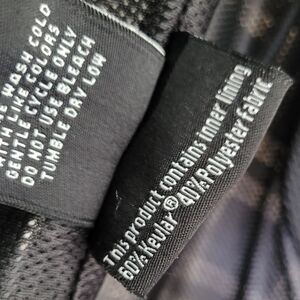 WASH COLD
WITH LIKE COLORS
GENTLE CYCLE ONLY
DO NOT USE BLEACH
TUMBLE DRY LOW
This product contains inner lining
60% Kevlar® 40% Polyester Fabric